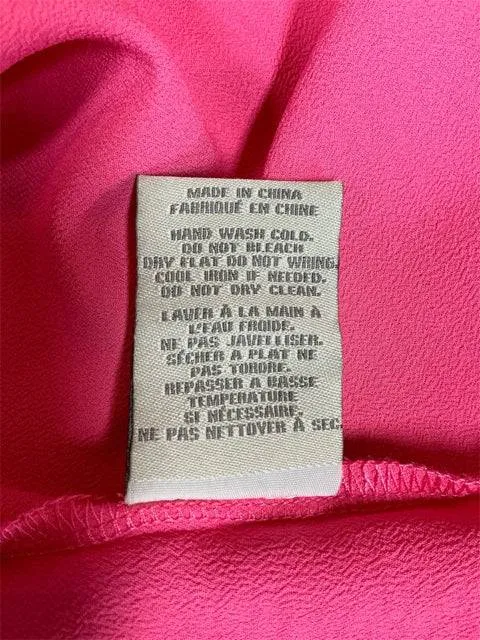 MADE IN CHINA
FABRIQUÉ EN CHINE
HAND WASH COLD.
DO NOT BLEACH
DRY FLAT DO NOT WRING.
COOL IRON IF NEEDED.
DO NOT DRY CLEAN.
LAVER À LA MAIN À
L'EAU FROIDE.
NE PAS JAVELLISER.
SÉCHER A PLAT NE
PAS TORDRE.
REPASSER A BASSE
TEMPERATURE
SI NÉCESSAIRE.
NE PAS NETTOYER À SEC.